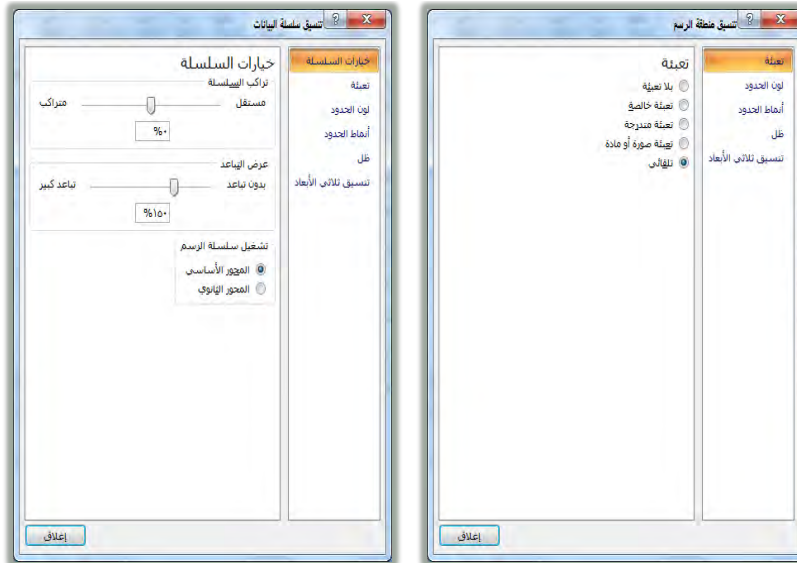 تنسيق منطقة الرسم
تعبئة
لون الحدود
أنماط الحدود
ظل
تنسيق ثلاثي الأبعاد
تعبئة
بلا تعبئة
تعبئة خالصة
تعبئة متدرجة
تعبئة صورة أو مادة
تلقائي
إغلاق
تنسيق سلسلة البيانات
خيارات السلسلة
تعبئة
لون الحدود
أنماط الحدود
ظل
تنسيق ثلاثي الأبعاد
خيارات السلسلة
تراكب السلسلة
مستقل متراكب
%٠
عرض التباعد
بدون تباعد تباعد كبير
%١٥٠
تشغيل سلسلة الرسم
المحور الأساسي
المحور الثانوي
إغلاق